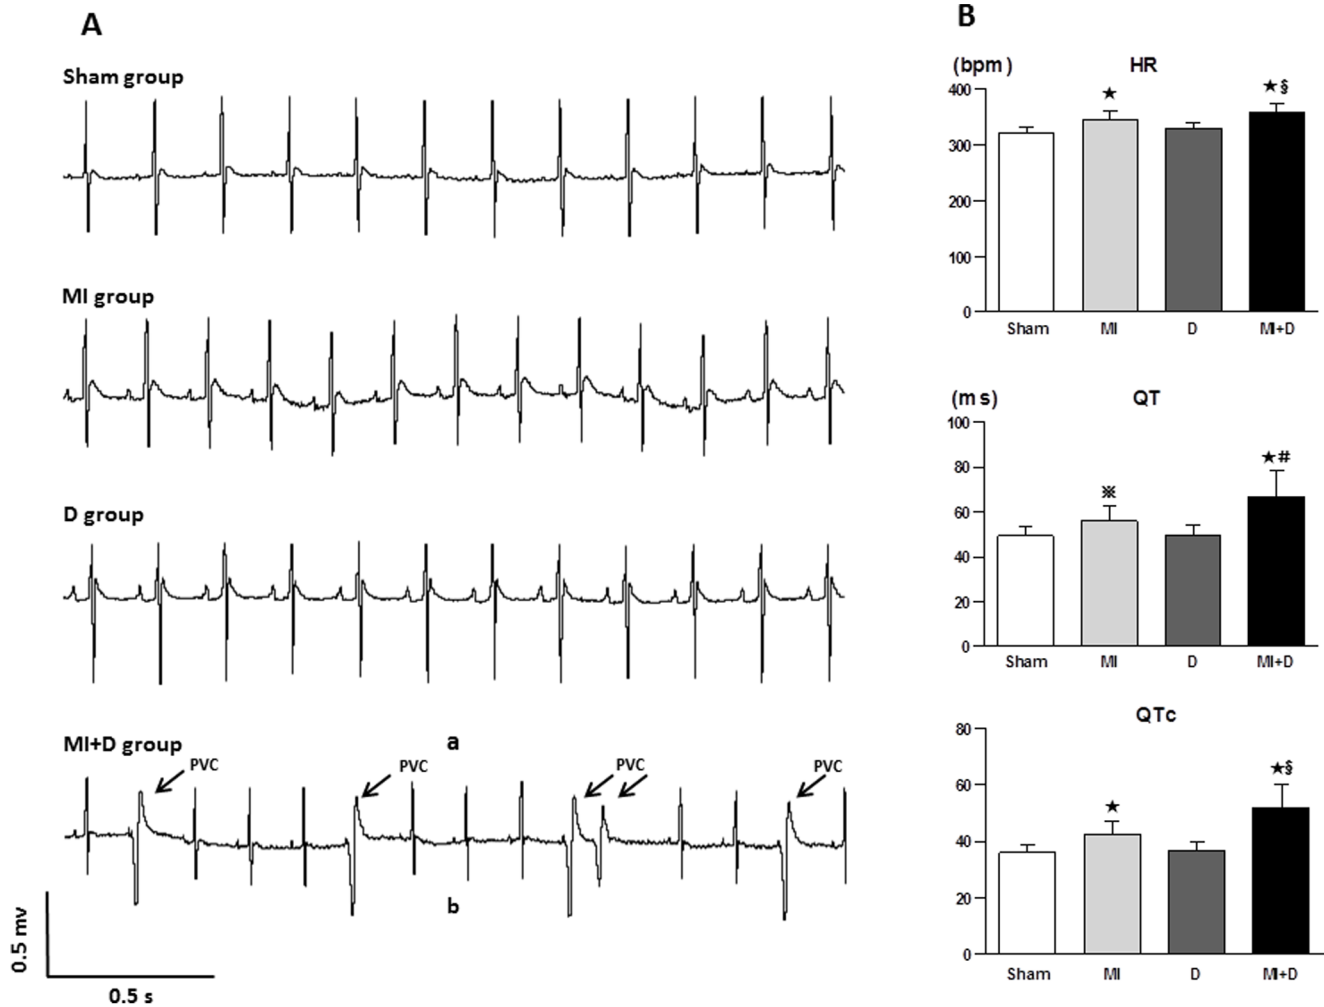 A
Sham group
MI group
D group
MI+D group
a
PVC
PVC
PVC
PVC
b
0.5 mv
0.5 s
B
(bpm)
HR
★
★§
400
300
200
100
0
Sham MI D MI+D
(ms)
QT
※
★#
100
80
60
40
20
0
Sham MI D MI+D
QTc
★
★§
80
60
40
20
0
Sham MI D MI+D